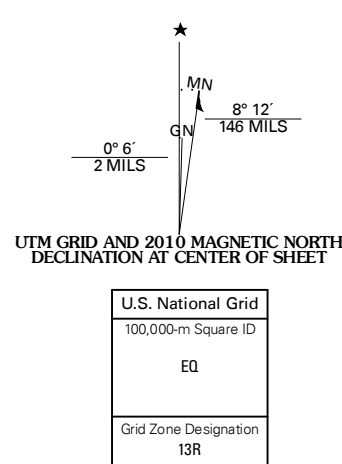 ★
MN
8° 12´
146 MILS
GN
0° 6´
2 MILS
UTM GRID AND 2010 MAGNETIC NORTH
DECLINATION AT CENTER OF SHEET
U.S. National Grid
100,000-m Square ID
EQ
Grid Zone Designation
13R